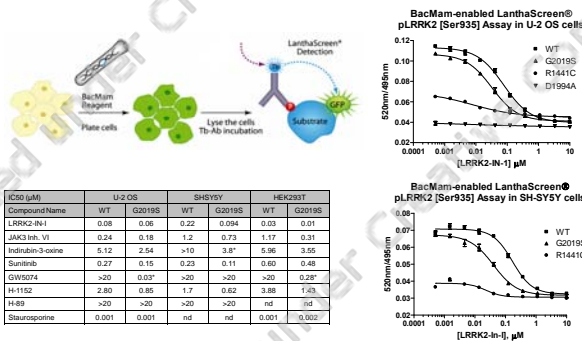 BacMam
Reagent
Plate cells
Lyse the cells
Tb-Ab incubation
LanthaScreen®
Detection
Tb
P
GFP
Substrate
BacMam-enabled LanthaScreen®
pLRRK2 [Ser935] Assay in U-2 OS cells
520nm/495nm
0.12
0.10
0.08
0.06
0.04
0.02
0.0001 0.001 0.01 0.1 1 10
[LRRK2-IN-1] µM
WT
G2019S
R1441C
D1994A
IC50 (µM) U-2 OS SHSY5Y HEK293T
Compound Name WT G2019S WT G2019S WT G2019S
LRRK2-IN-I 0.08 0.06 0.22 0.094 0.03 0.01
JAK3 Inh. VI 0.24 0.18 1.2 0.73 1.17 0.31
Indirubin-3-oxine 5.12 2.54 >10 3.8* 5.96 3.55
Sunitinib 0.27 0.15 0.23 0.11 0.60 0.48
GW5074 >20 0.03* >20 >20 >20 0.28*
H-1152 2.80 0.85 1.7 0.62 3.88 1.43
H-89 >20 >20 >20 >20 nd nd
Staurosporine 0.001 0.001 nd nd 0.001 0.002
BacMam-enabled LanthaScreen®
pLRRK2 [Ser935] Assay in SH-SY5Y cells
520nm/495nm
0.08
0.07
0.06
0.05
0.04
0.03
0.02
0.0001 0.001 0.01 0.1 1 10
[LRRK2-In-I], µM
WT
G2019S
R1441C